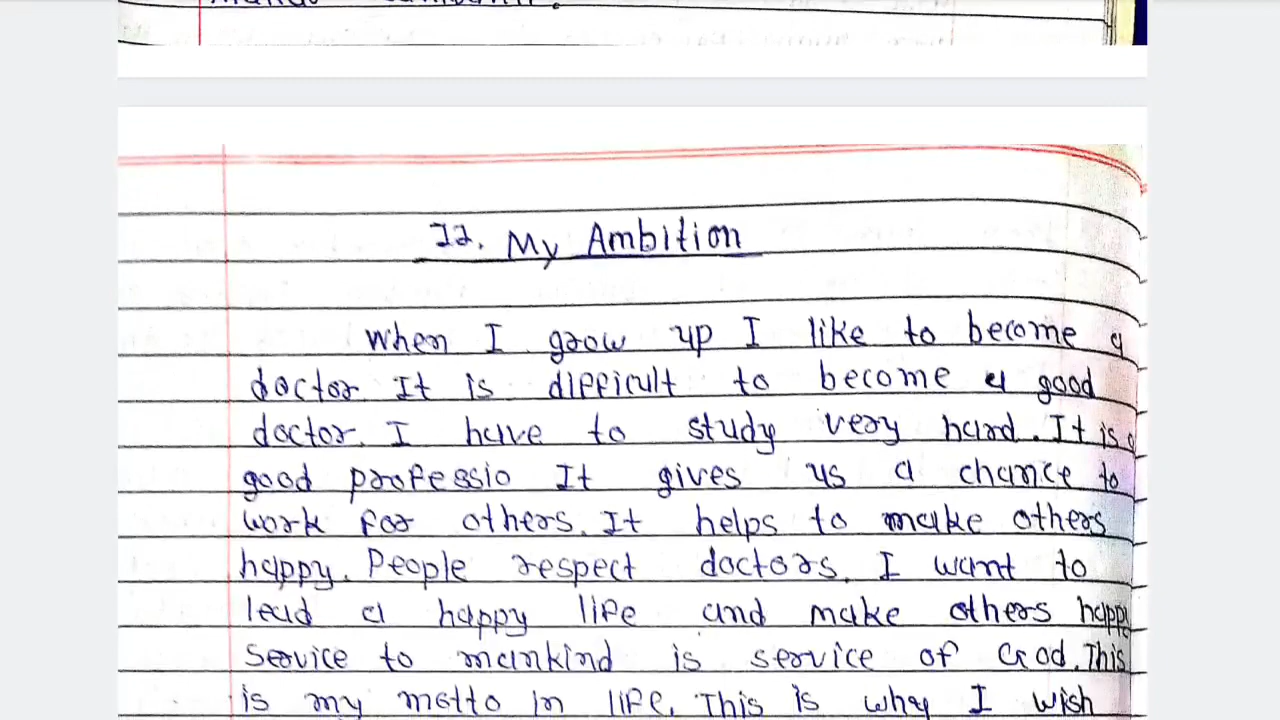 II. My Ambition
When I grow up I like to become a
doctor. It is difficult to become a good
doctor. I have to study very hard. It is a
good professio It gives us a chance to
work for others. It helps to make others
happy. People respect doctors. I want to
lead a happy life and make others happy
Service to mankind is service of God. This
is my motto in life. This is why I wish